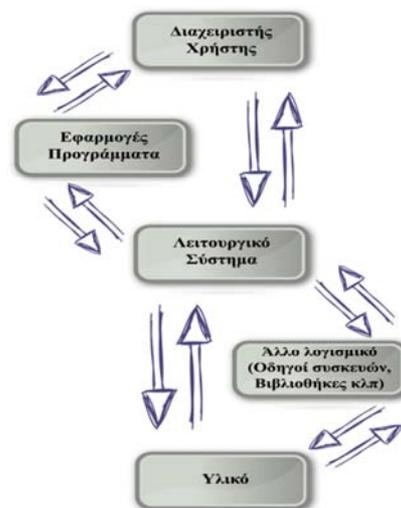 Διαχειριστής
Χρήστης
Εφαρμογές
Προγράμματα
Λειτουργικό
Σύστημα
Άλλο λογισμικό
(Οδηγοί συσκευών,
Βιβλιοθήκες κλπ)
Υλικό